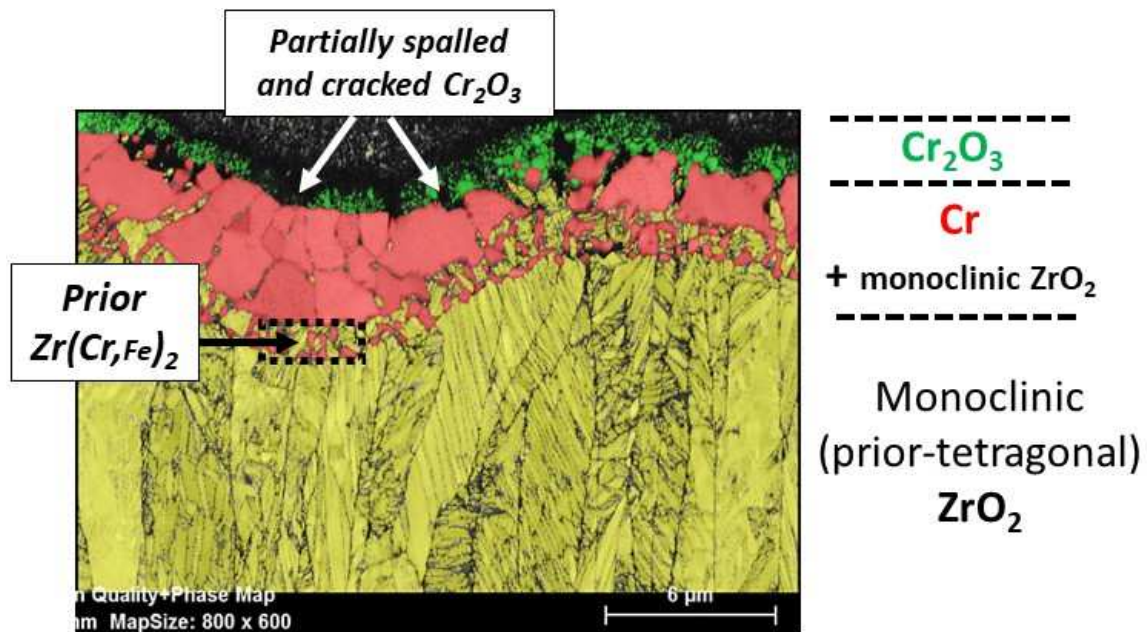 Partially spalled
and cracked Cr₂O₃
Cr₂O₃
Cr
+ monoclinic ZrO₂
Prior
Zr(Cr,Fe)₂
Monoclinic
(prior-tetragonal)
ZrO₂
Quality+Phase Map
MapSize: 800 x 600
6 µm